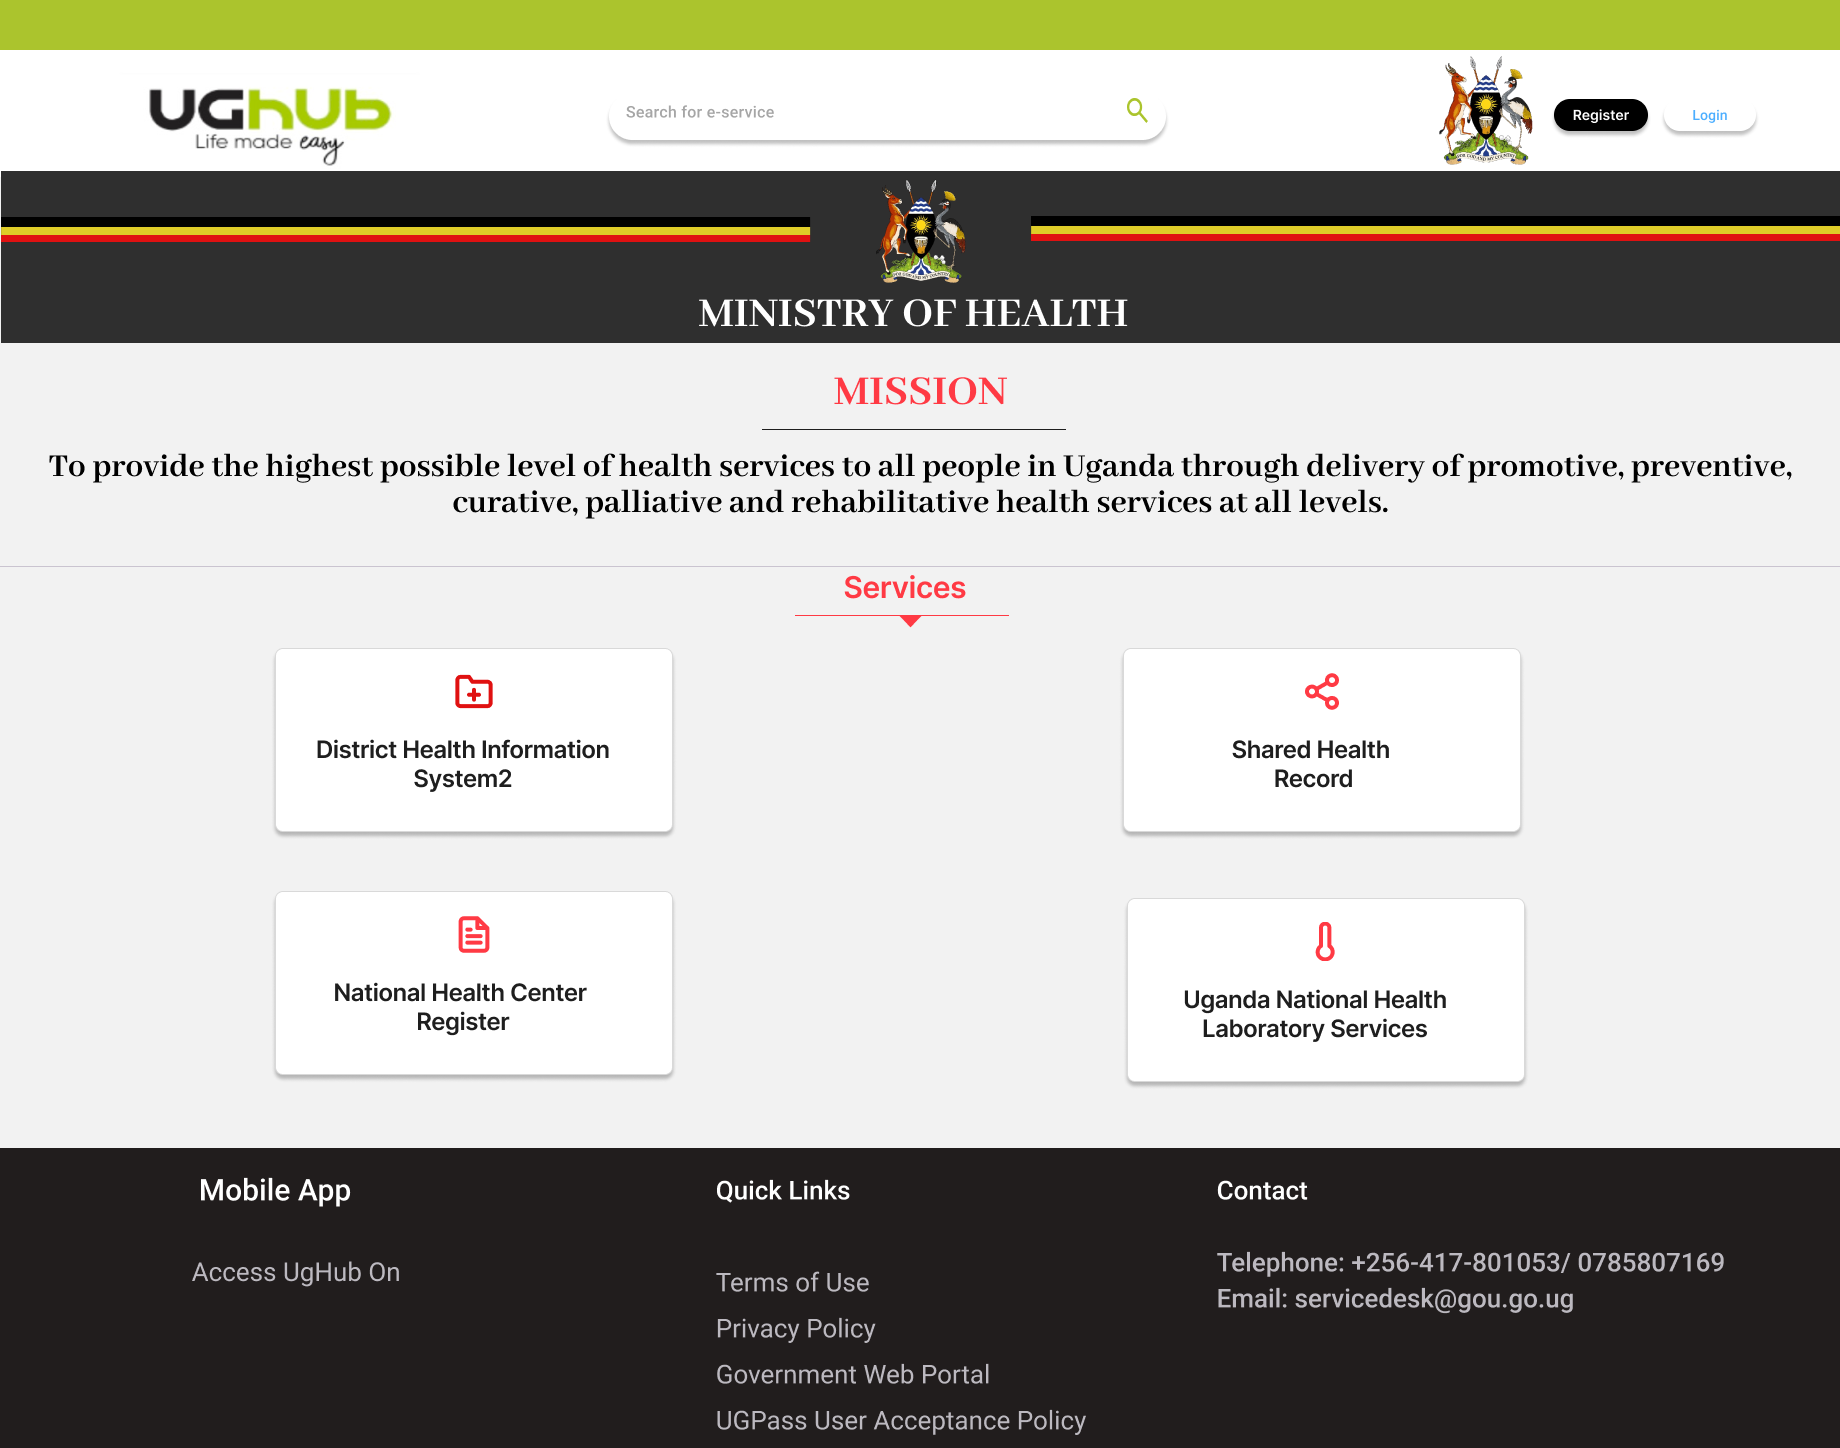 UGhub
Life made easy
Search for e-service
Register
Login
MINISTRY OF HEALTH
MISSION
To provide the highest possible level of health services to all people in Uganda through delivery of promotive, preventive,
curative, palliative and rehabilitative health services at all levels.
Services
District Health Information
System2
Shared Health
Record
National Health Center
Register
Uganda National Health
Laboratory Services
Mobile App
Access UgHub On
Quick Links
Terms of Use
Privacy Policy
Government Web Portal
UGPass User Acceptance Policy
Contact
Telephone: +256-417-801053/ 0785807169
Email: servicedesk@gou.go.ug